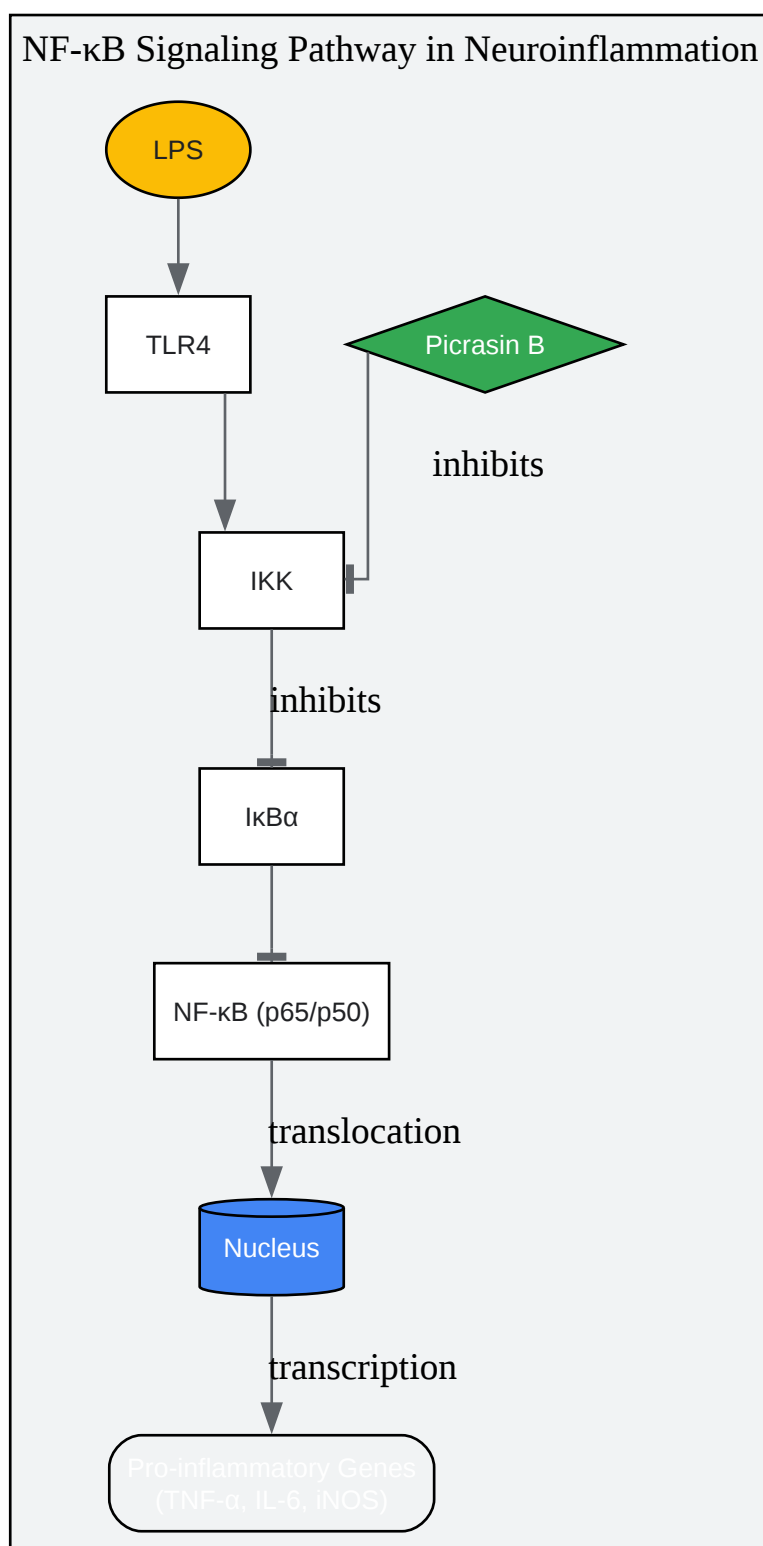 NF-κB Signaling Pathway in Neuroinflammation
LPS
TLR4
Picrasin B
inhibits
IKK
inhibits
IκBα
NF-κB (p65/p50)
translocation
Nucleus
transcription
Pro-inflammatory Genes
(TNF-α, IL-6, iNOS)